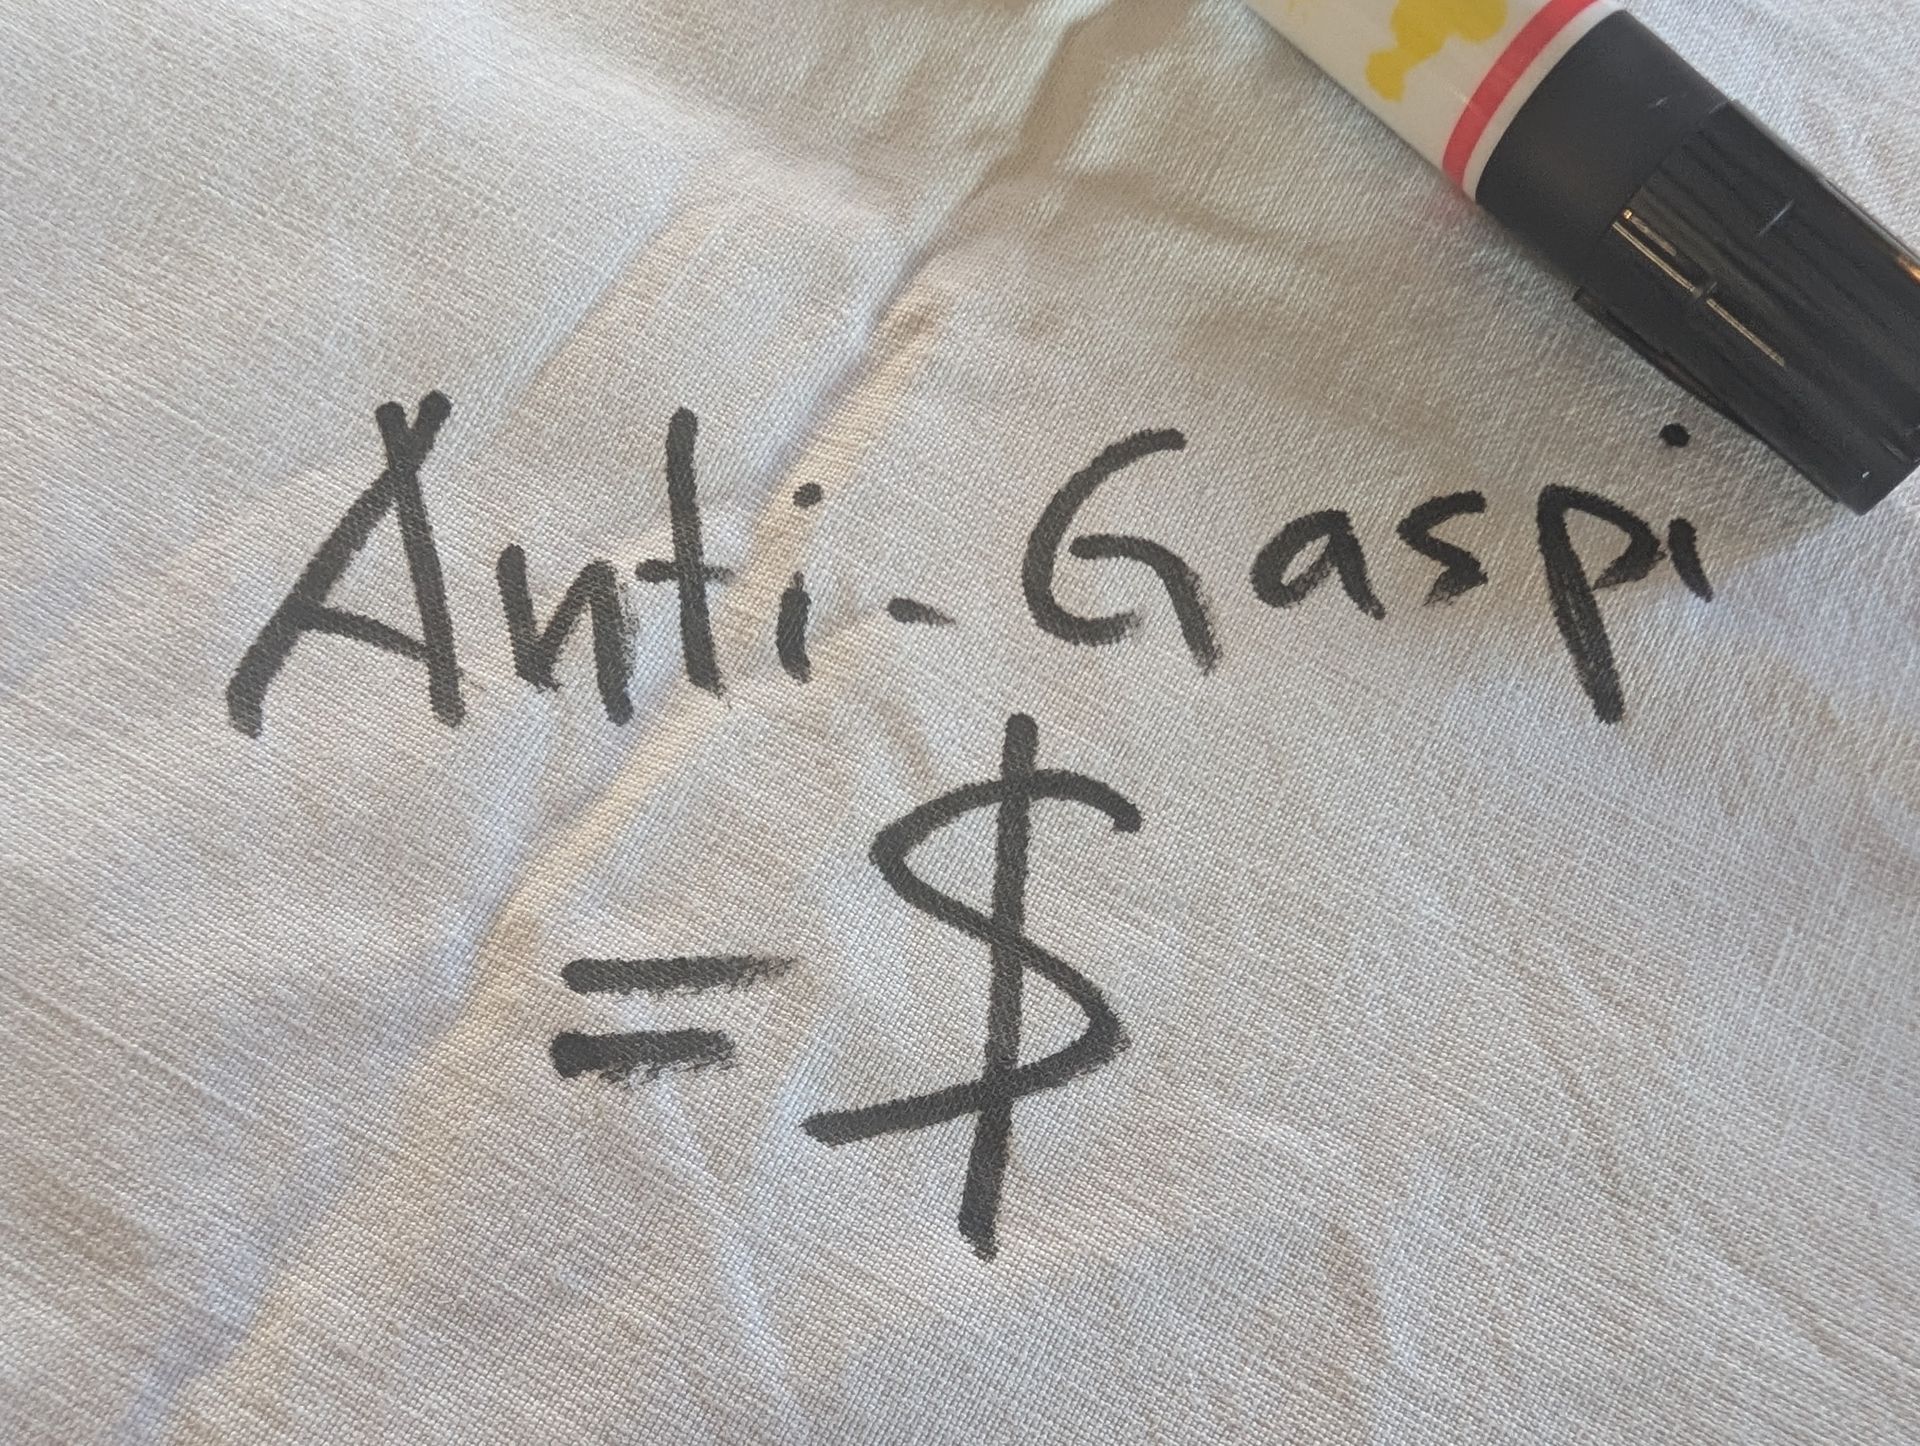 Anti-Gaspi
= $